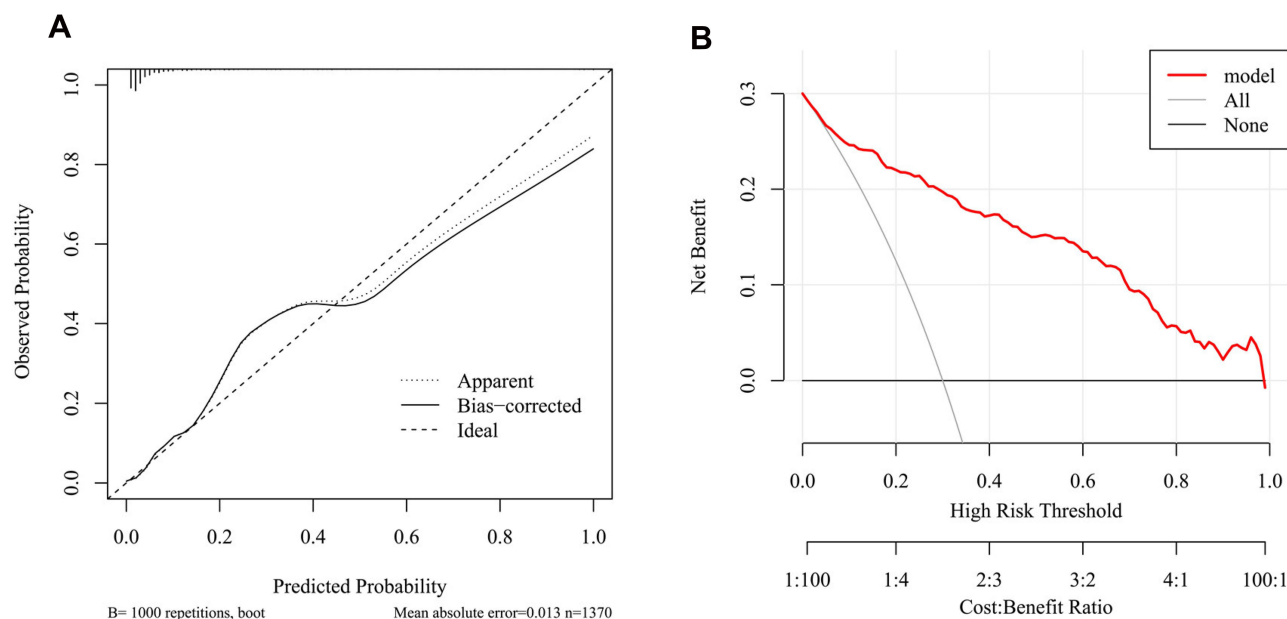 A
Observed Probability
1.0
0.8
0.6
0.4
0.2
0.0
Apparent
Bias-corrected
Ideal
0.0 0.2 0.4 0.6 0.8 1.0
Predicted Probability
B= 1000 repetitions, boot Mean absolute error=0.013 n=1370
B
model
All
None
Net Benefit
0.3
0.2
0.1
0.0
0.0 0.2 0.4 0.6 0.8 1.0
High Risk Threshold
1:100 1:4 2:3 3:2 4:1 100:1
Cost:Benefit Ratio